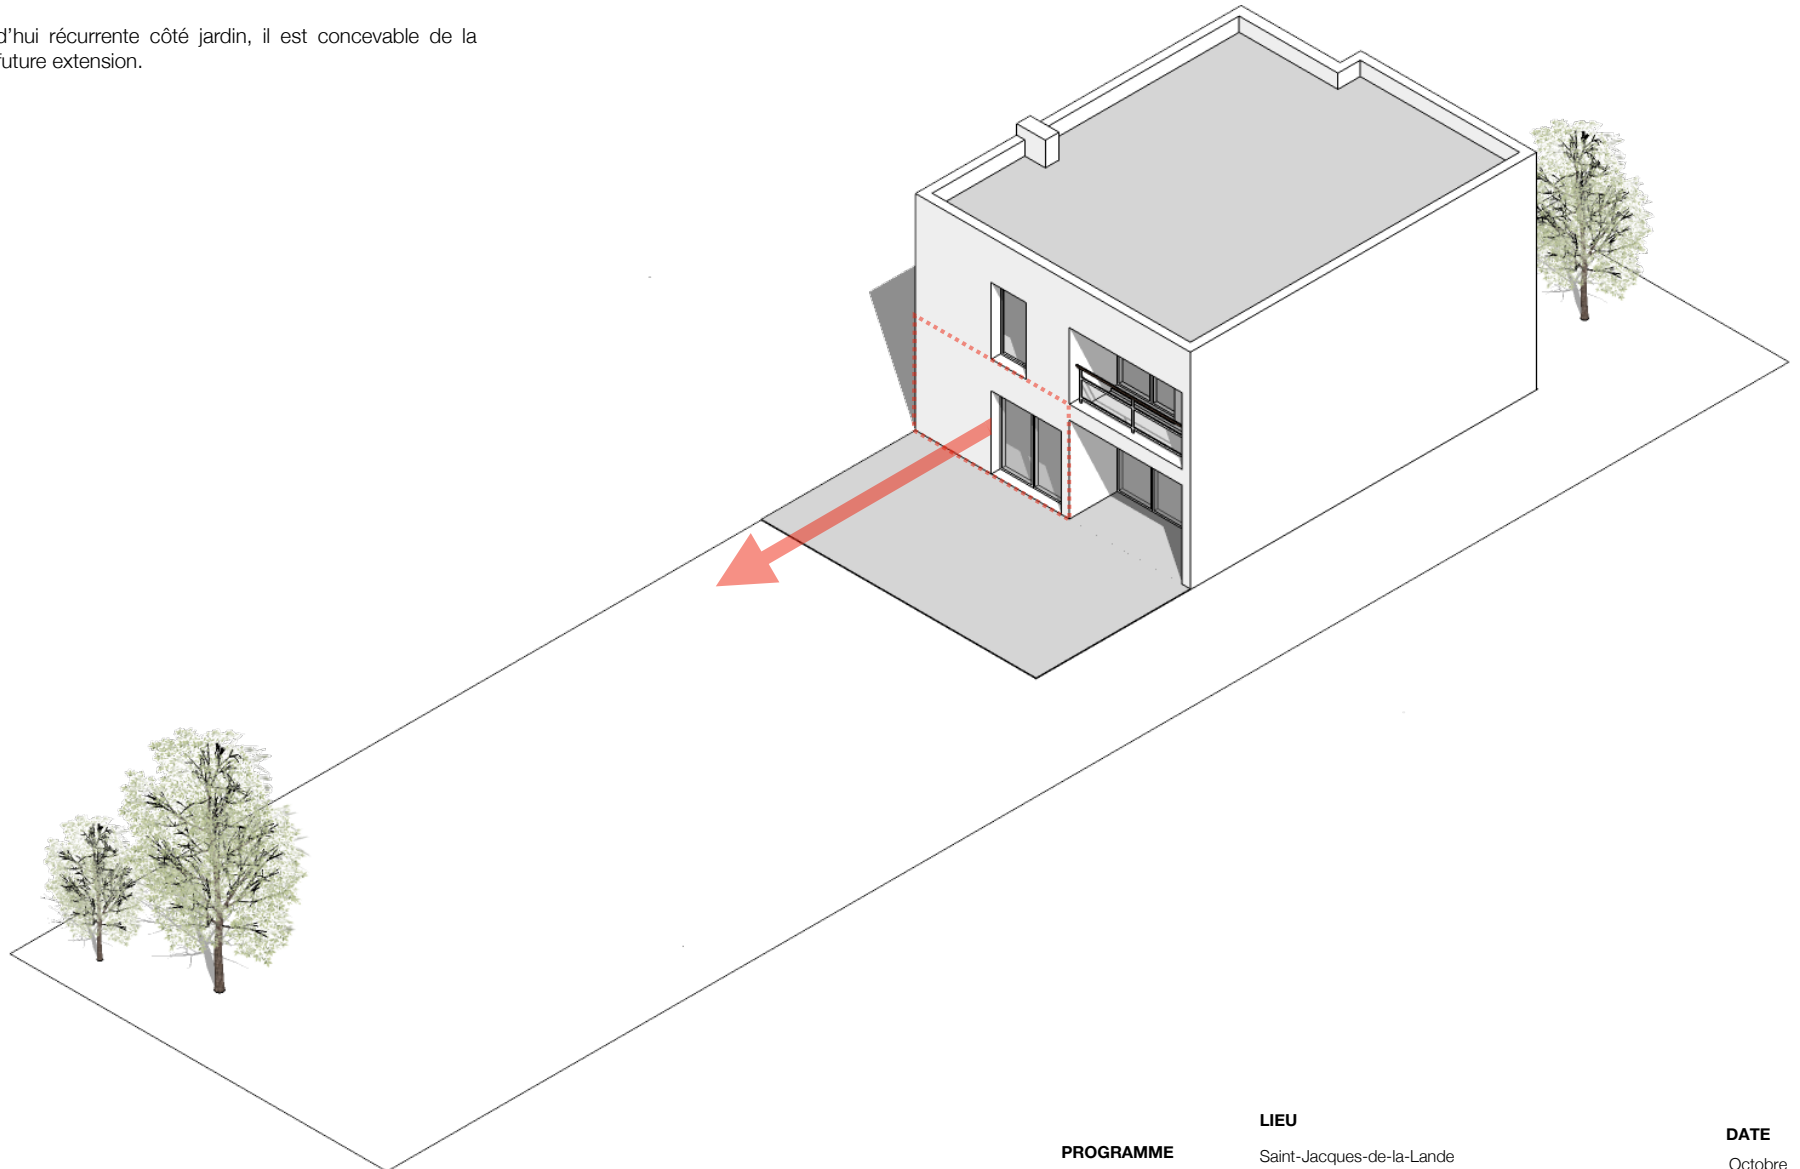 d’hui récurrente côté jardin, il est concevable de la
future extension.
LIEU
PROGRAMME
Saint-Jacques-de-la-Lande
DATE
Octobre